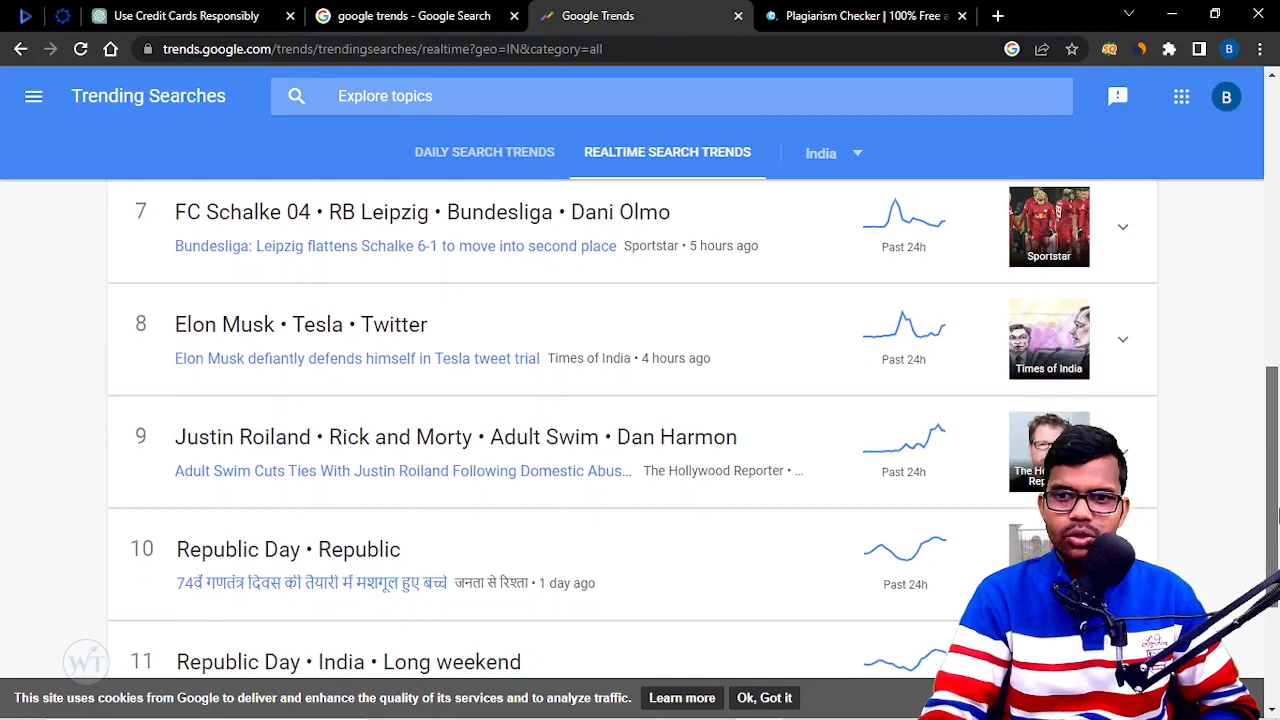 Use Credit Cards Responsibly
google trends - Google Search
Google Trends
Plagiarism Checker | 100% Free a
trends.google.com/trends/trendingsearches/realtime?geo=IN&category=all
B
Trending Searches
Explore topics
B
DAILY SEARCH TRENDS
REALTIME SEARCH TRENDS
India
7
FC Schalke 04 • RB Leipzig • Bundesliga • Dani Olmo
Bundesliga: Leipzig flattens Schalke 6-1 to move into second place Sportstar • 5 hours ago
Past 24h
Sportstar
8
Elon Musk • Tesla • Twitter
Elon Musk defiantly defends himself in Tesla tweet trial Times of India • 4 hours ago
Past 24h
Times of India
9
Justin Roiland • Rick and Morty • Adult Swim • Dan Harmon
Adult Swim Cuts Ties With Justin Roiland Following Domestic Abus... The Hollywood Reporter • ...
Past 24h
The Ho
Rep
10
Republic Day • Republic
74वें गणतंत्र दिवस की तैयारी में मशगूल हुए बच्चे जनता से रिश्ता • 1 day ago
Past 24h
11
Republic Day • India • Long weekend
WT
This site uses cookies from Google to deliver and enhance the quality of its services and to analyze traffic.
Learn more
Ok, Got it